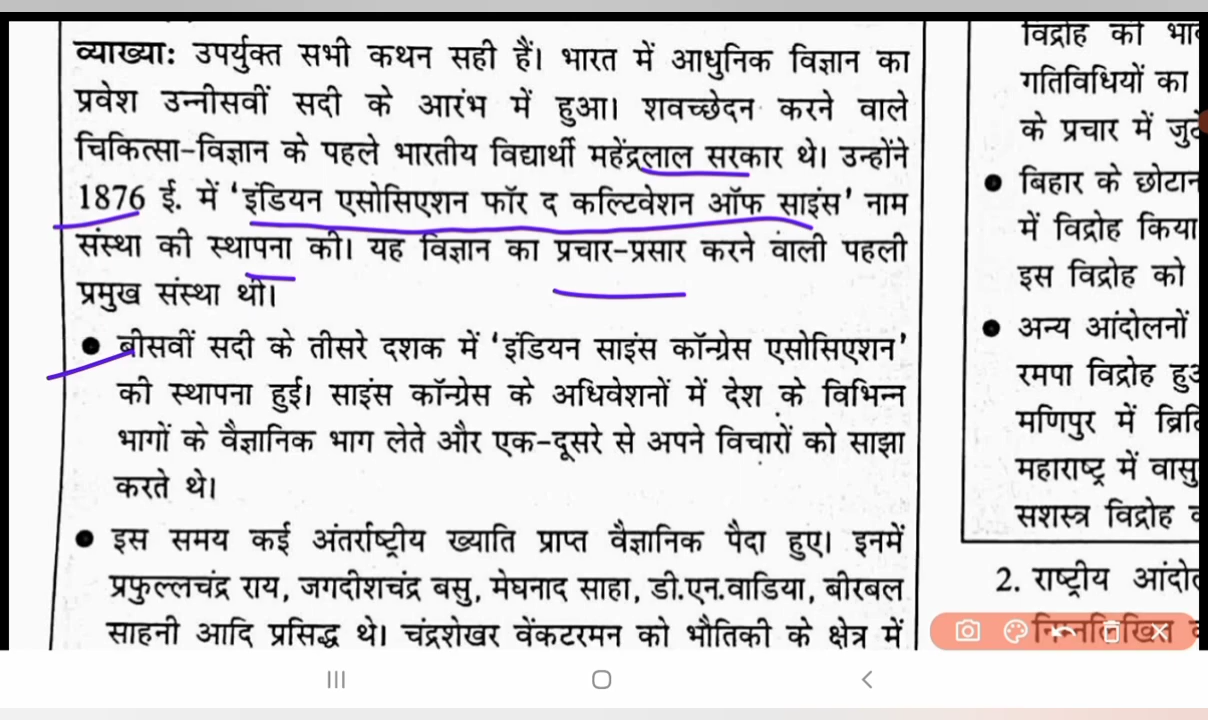 व्याख्याः उपर्युक्त सभी कथन सही हैं। भारत में आधुनिक विज्ञान का
प्रवेश उन्नीसवीं सदी के आरंभ में हुआ। शवच्छेदन करने वाले
चिकित्सा-विज्ञान के पहले भारतीय विद्यार्थी महेंद्रलाल सरकार थे। उन्होंने
1876 ई. में 'इंडियन एसोसिएशन फॉर द कल्टिवेशन ऑफ साइंस' नाम
संस्था की स्थापना की। यह विज्ञान का प्रचार-प्रसार करने वाली पहली
प्रमुख संस्था थी।
● बीसवीं सदी के तीसरे दशक में 'इंडियन साइंस कॉन्ग्रेस एसोसिएशन'
की स्थापना हुई। साइंस कॉन्ग्रेस के अधिवेशनों में देश के विभिन्न
भागों के वैज्ञानिक भाग लेते और एक-दूसरे से अपने विचारों को साझा
करते थे।
● इस समय कई अंतर्राष्ट्रीय ख्याति प्राप्त वैज्ञानिक पैदा हुए। इनमें
प्रफुल्लचंद्र राय, जगदीशचंद्र बसु, मेघनाद साहा, डी.एन.वाडिया, बीरबल
साहनी आदि प्रसिद्ध थे। चंद्रशेखर वेंकटरमन को भौतिकी के क्षेत्र में
विद्रोह की
गतिविधियों का
के प्रचार में
● बिहार के
में विद्रोह किया
इस विद्रोह को
● अन्य आंदोलनों
रमपा विद्रोह
मणिपुर में
महाराष्ट्र में
सशस्त्र विद्रोह
2. राष्ट्रीय